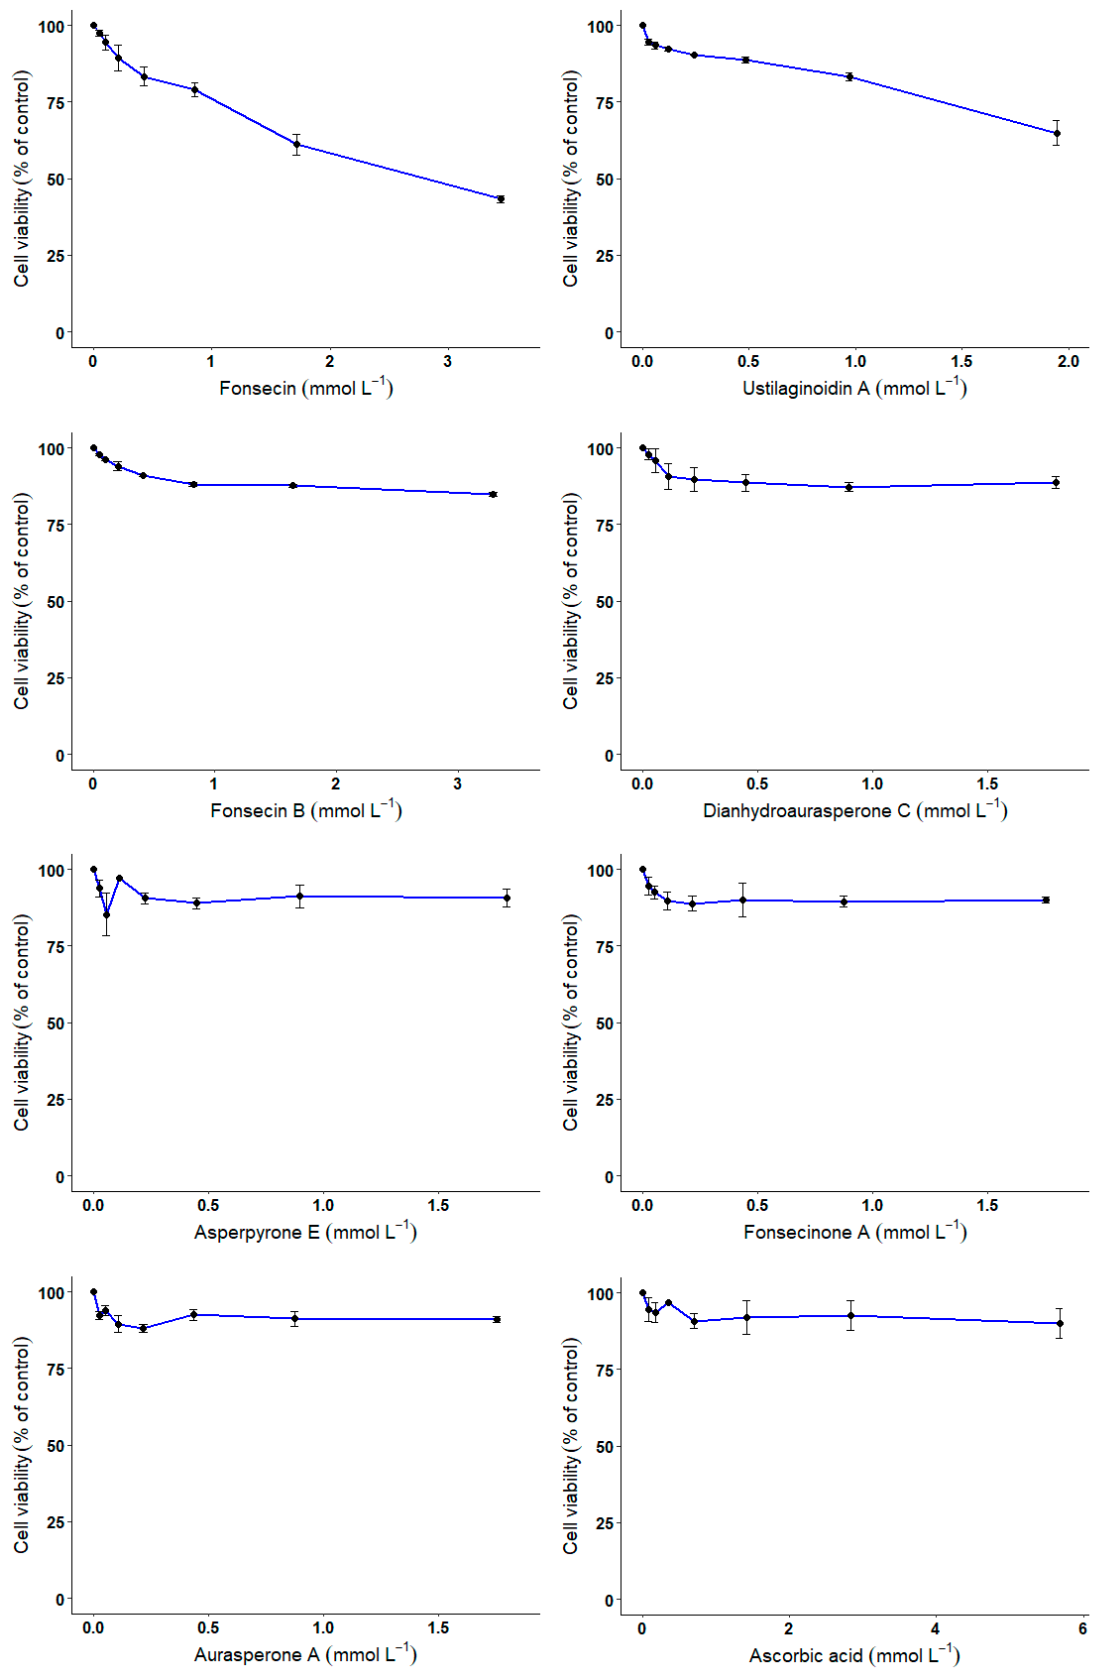 Cell viability (% of control)
100
75
50
25
0
0 1 2 3
Fonsecin (mmol L⁻¹)
Cell viability (% of control)
100
75
50
25
0
0.0 0.5 1.0 1.5 2.0
Ustilaginoidin A (mmol L⁻¹)
Cell viability (% of control)
100
75
50
25
0
0 1 2 3
Fonsecin B (mmol L⁻¹)
Cell viability (% of control)
100
75
50
25
0
0.0 0.5 1.0 1.5
Dianhydroaurasperone C (mmol L⁻¹)
Cell viability (% of control)
100
75
50
25
0
0.0 0.5 1.0 1.5
Asperpyrone E (mmol L⁻¹)
Cell viability (% of control)
100
75
50
25
0
0.0 0.5 1.0 1.5
Fonsecinone A (mmol L⁻¹)
Cell viability (% of control)
100
75
50
25
0
0.0 0.5 1.0 1.5
Aurasperone A (mmol L⁻¹)
Cell viability (% of control)
100
75
50
25
0
0 2 4 6
Ascorbic acid (mmol L⁻¹)